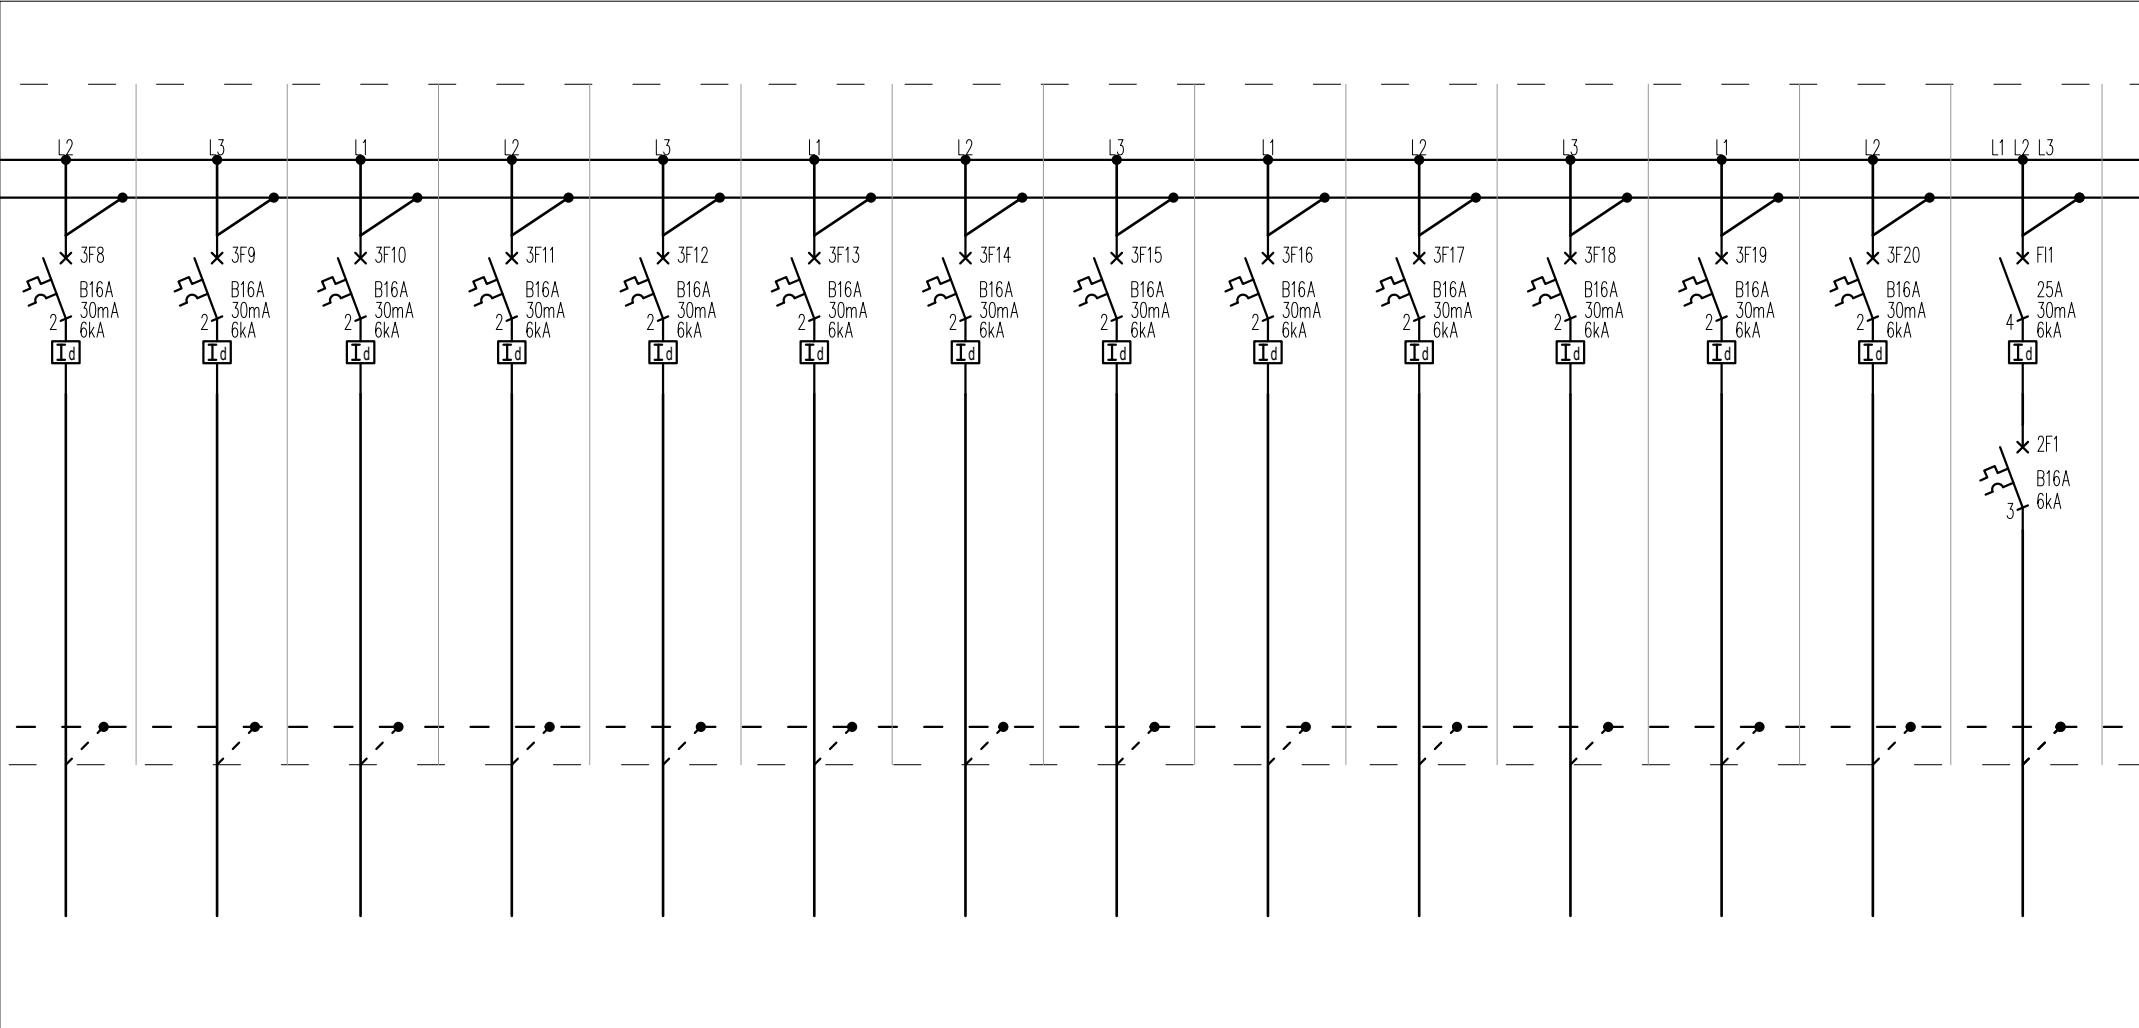 L2 L3 L1 L2 L3 L1 L2 L3 L1 L2 L3 L1 L2 L1 L2 L3
3F8 3F9 3F10 3F11 3F12 3F13 3F14 3F15 3F16 3F17 3F18 3F19 3F20 FI1
B16A B16A B16A B16A B16A B16A B16A B16A B16A B16A B16A B16A B16A 25A
30mA 30mA 30mA 30mA 30mA 30mA 30mA 30mA 30mA 30mA 30mA 30mA 30mA 30mA
2 6kA 2 6kA 2 6kA 2 6kA 2 6kA 2 6kA 2 6kA 2 6kA 2 6kA 2 6kA 2 6kA 2 6kA 2 6kA 4 6kA
Id Id Id Id Id Id Id Id Id Id Id Id Id Id
2F1
B16A
6kA
3